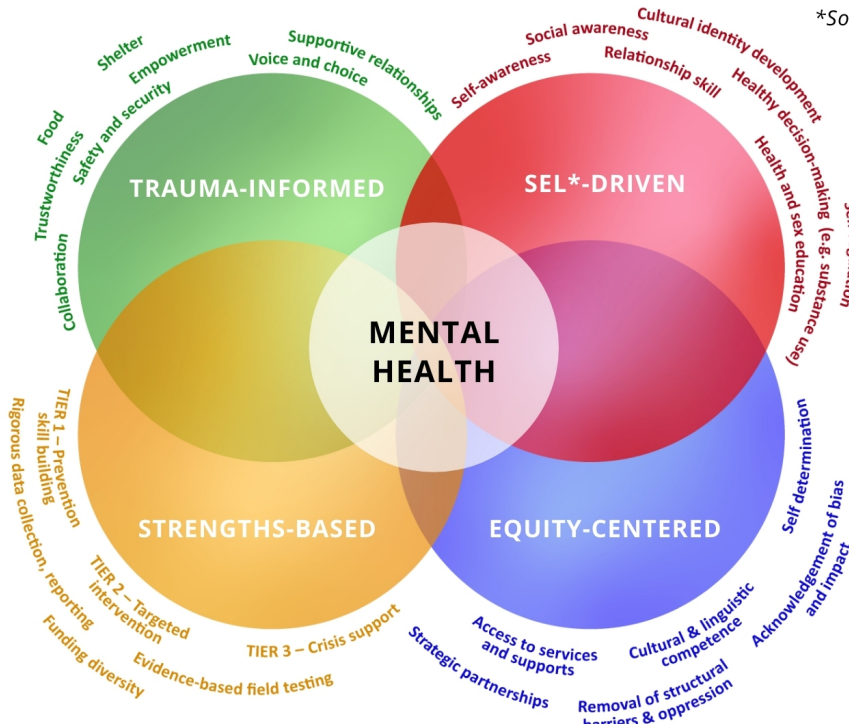 *So
Shelter
Empowerment
Supportive relationships
Voice and choice
Food
Trustworthiness
Safety and security
Collaboration
TRAUMA-INFORMED
Social awareness
Cultural identity development
Self-awareness
Relationship skill
Healthy decision-making (e.g. substance use)
Health and sex education
SEL*-DRIVEN
MENTAL
HEALTH
TIER 1 – Prevention
skill building
Rigorous data collection, reporting
TIER 2 – Targeted
intervention
Funding diversity
Evidence-based field testing
TIER 3 – Crisis support
STRENGTHS-BASED
EQUITY-CENTERED
Self determination
Acknowledgement of bias
and impact
Cultural & linguistic
competence
Access to services
and supports
Strategic partnerships
Removal of structural
barriers & oppression